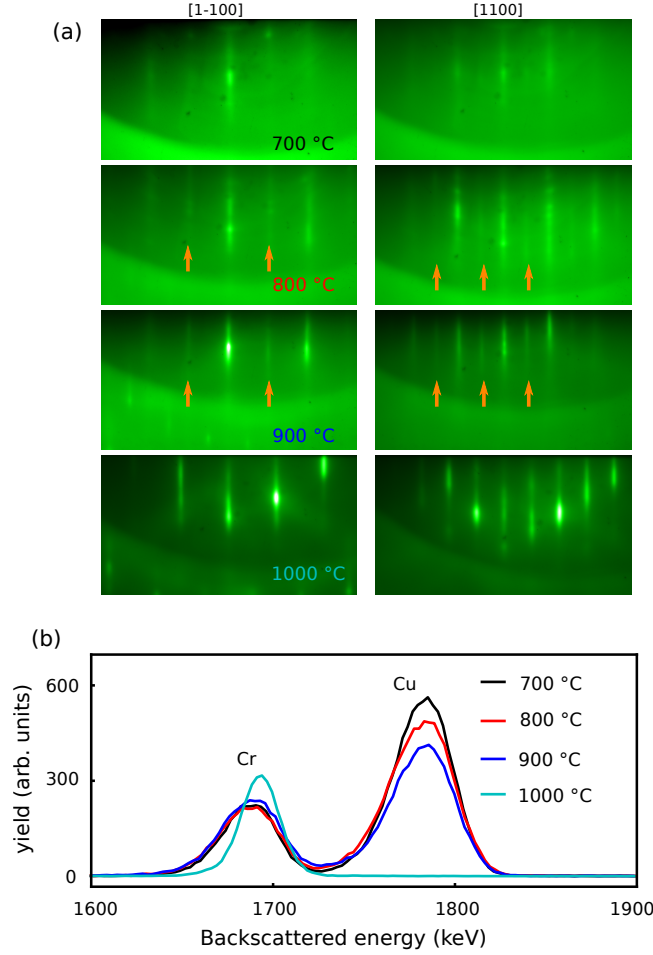 [1-100] [1100]
(a)
700 °C
800 °C
900 °C
1000 °C
(b)
600
300
0
yield (arb. units)
Cr
Cu
700 °C
800 °C
900 °C
1000 °C
1600 1700 1800 1900
Backscattered energy (keV)